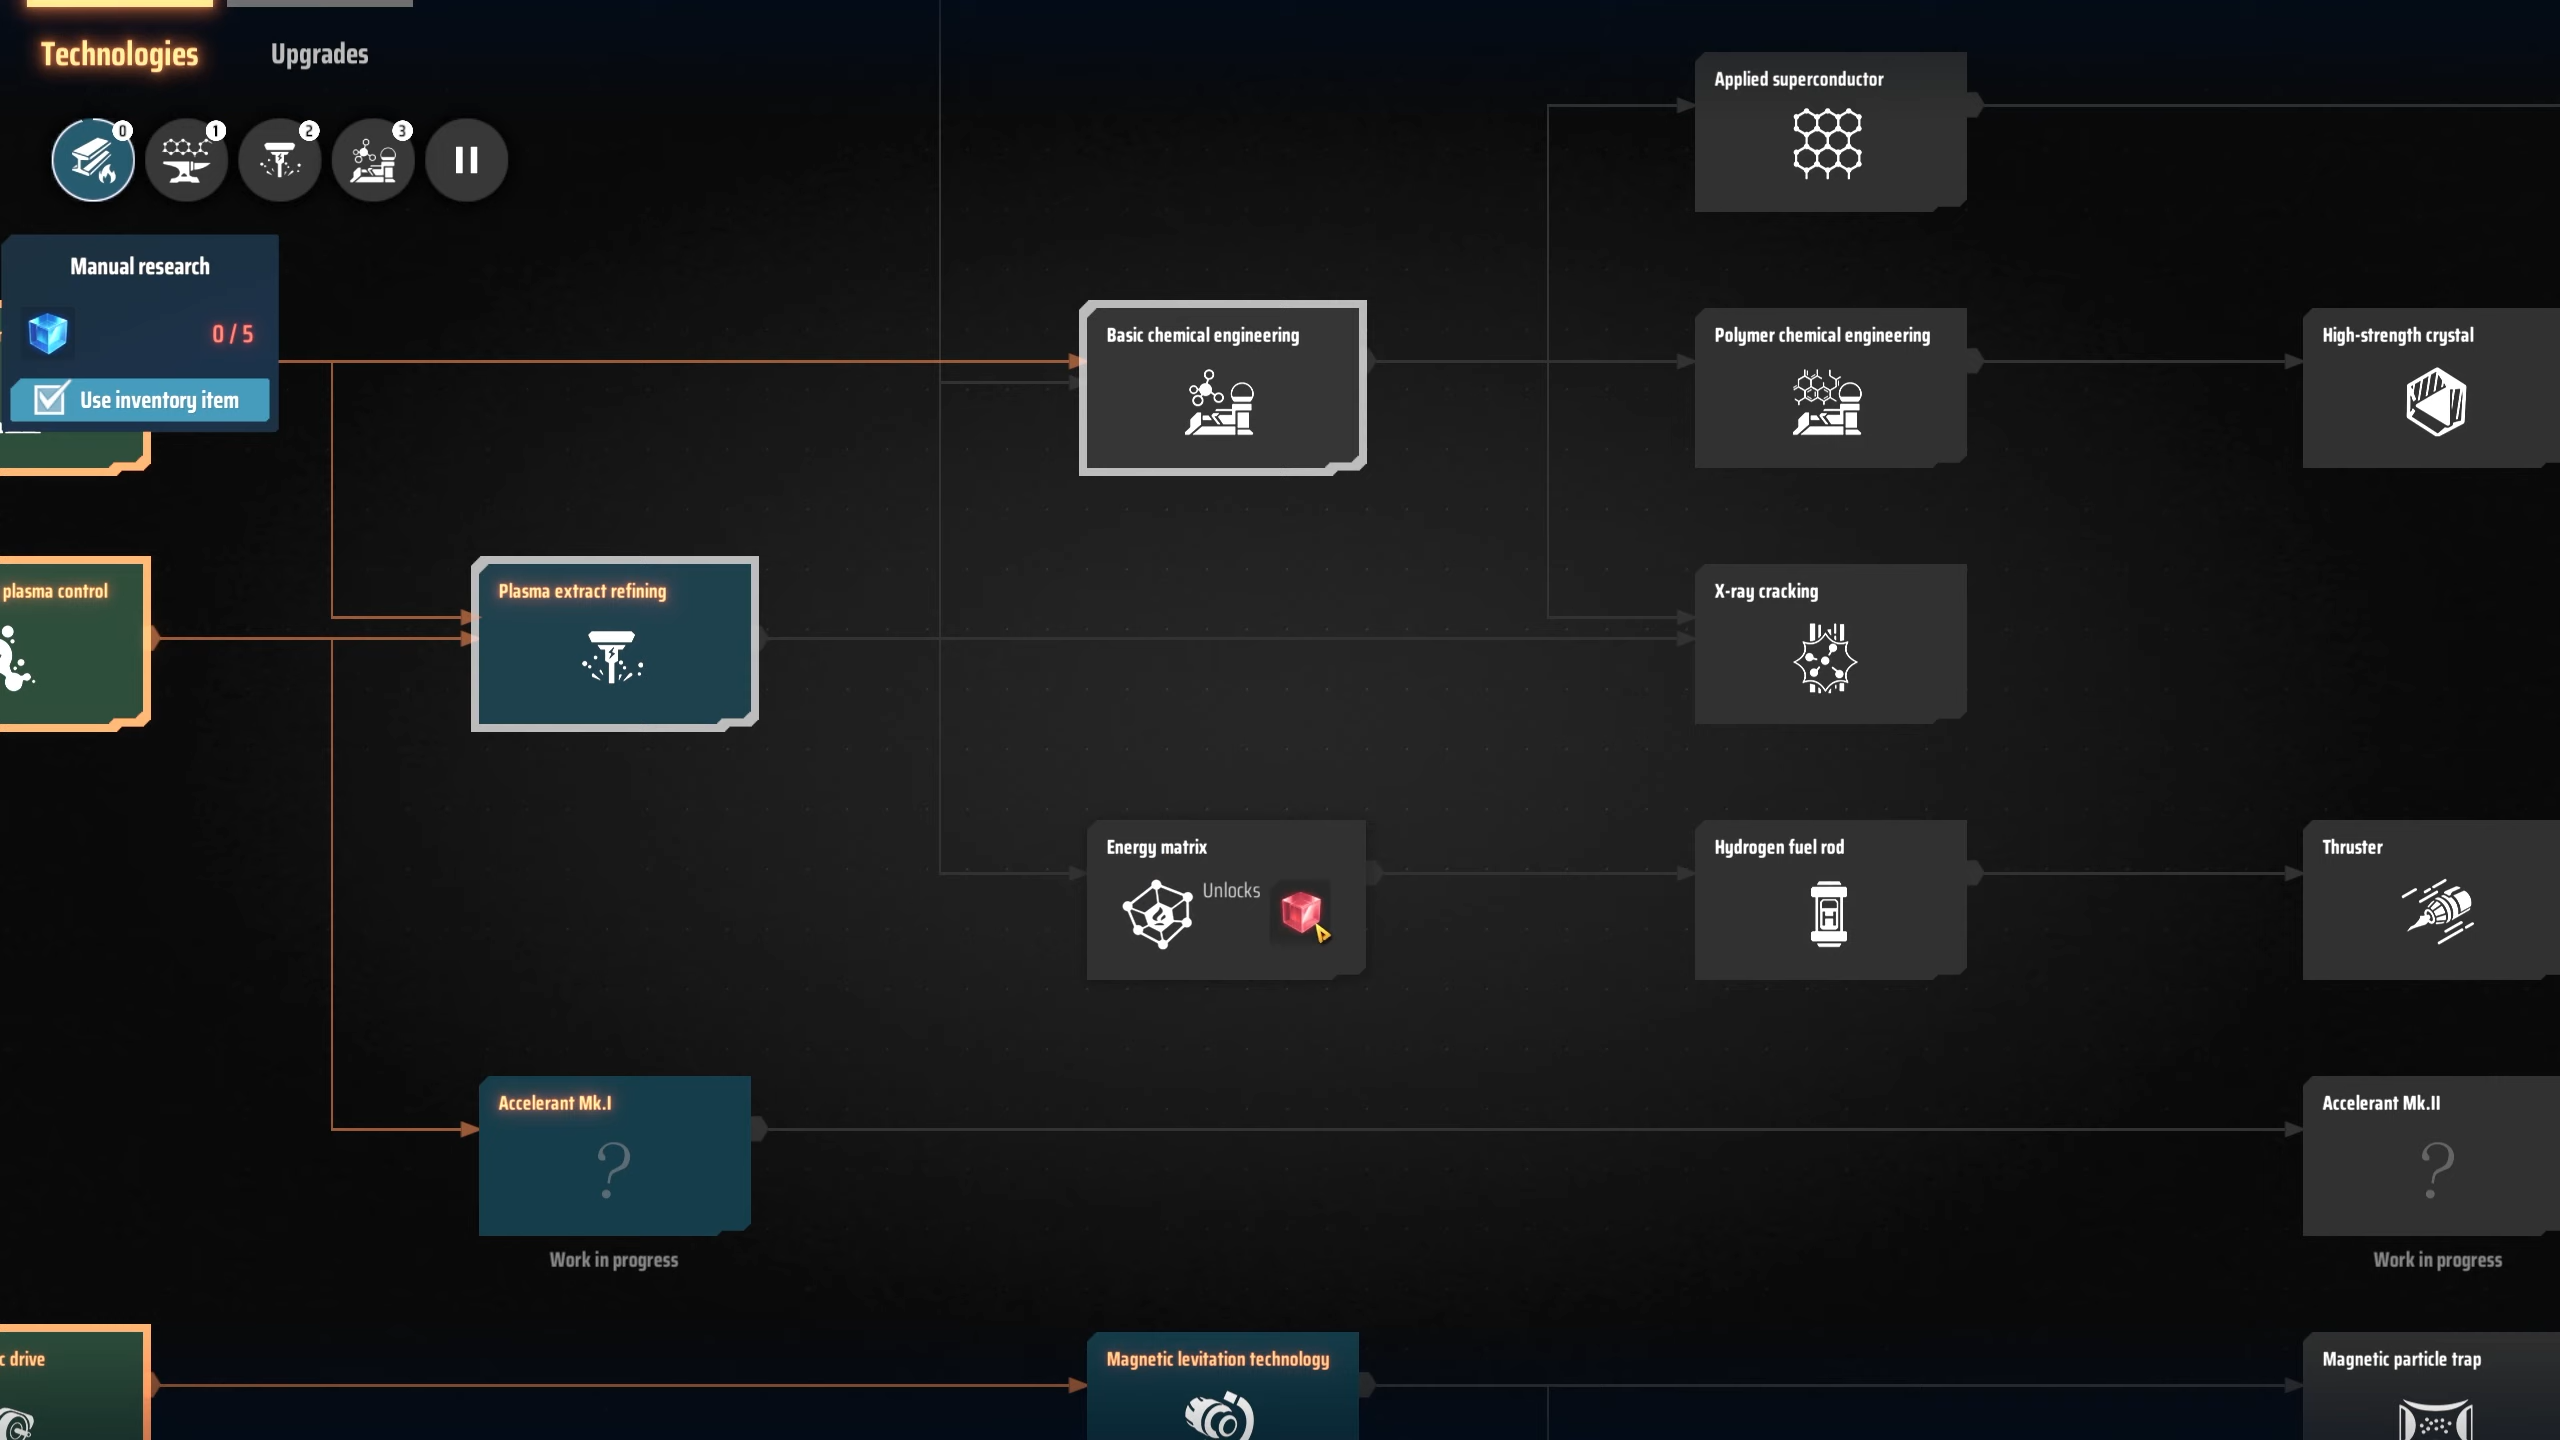 Technologies
Upgrades
0
1
2
3
Manual research
0 / 5
Use inventory item
Applied superconductor
Basic chemical engineering
Polymer chemical engineering
High-strength crystal
plasma control
Plasma extract refining
X-ray cracking
Energy matrix
Unlocks
Hydrogen fuel rod
H
Thruster
Accelerant Mk.I
?
Work in progress
Accelerant Mk.II
?
Work in progress
c drive
Magnetic levitation technology
Magnetic particle trap